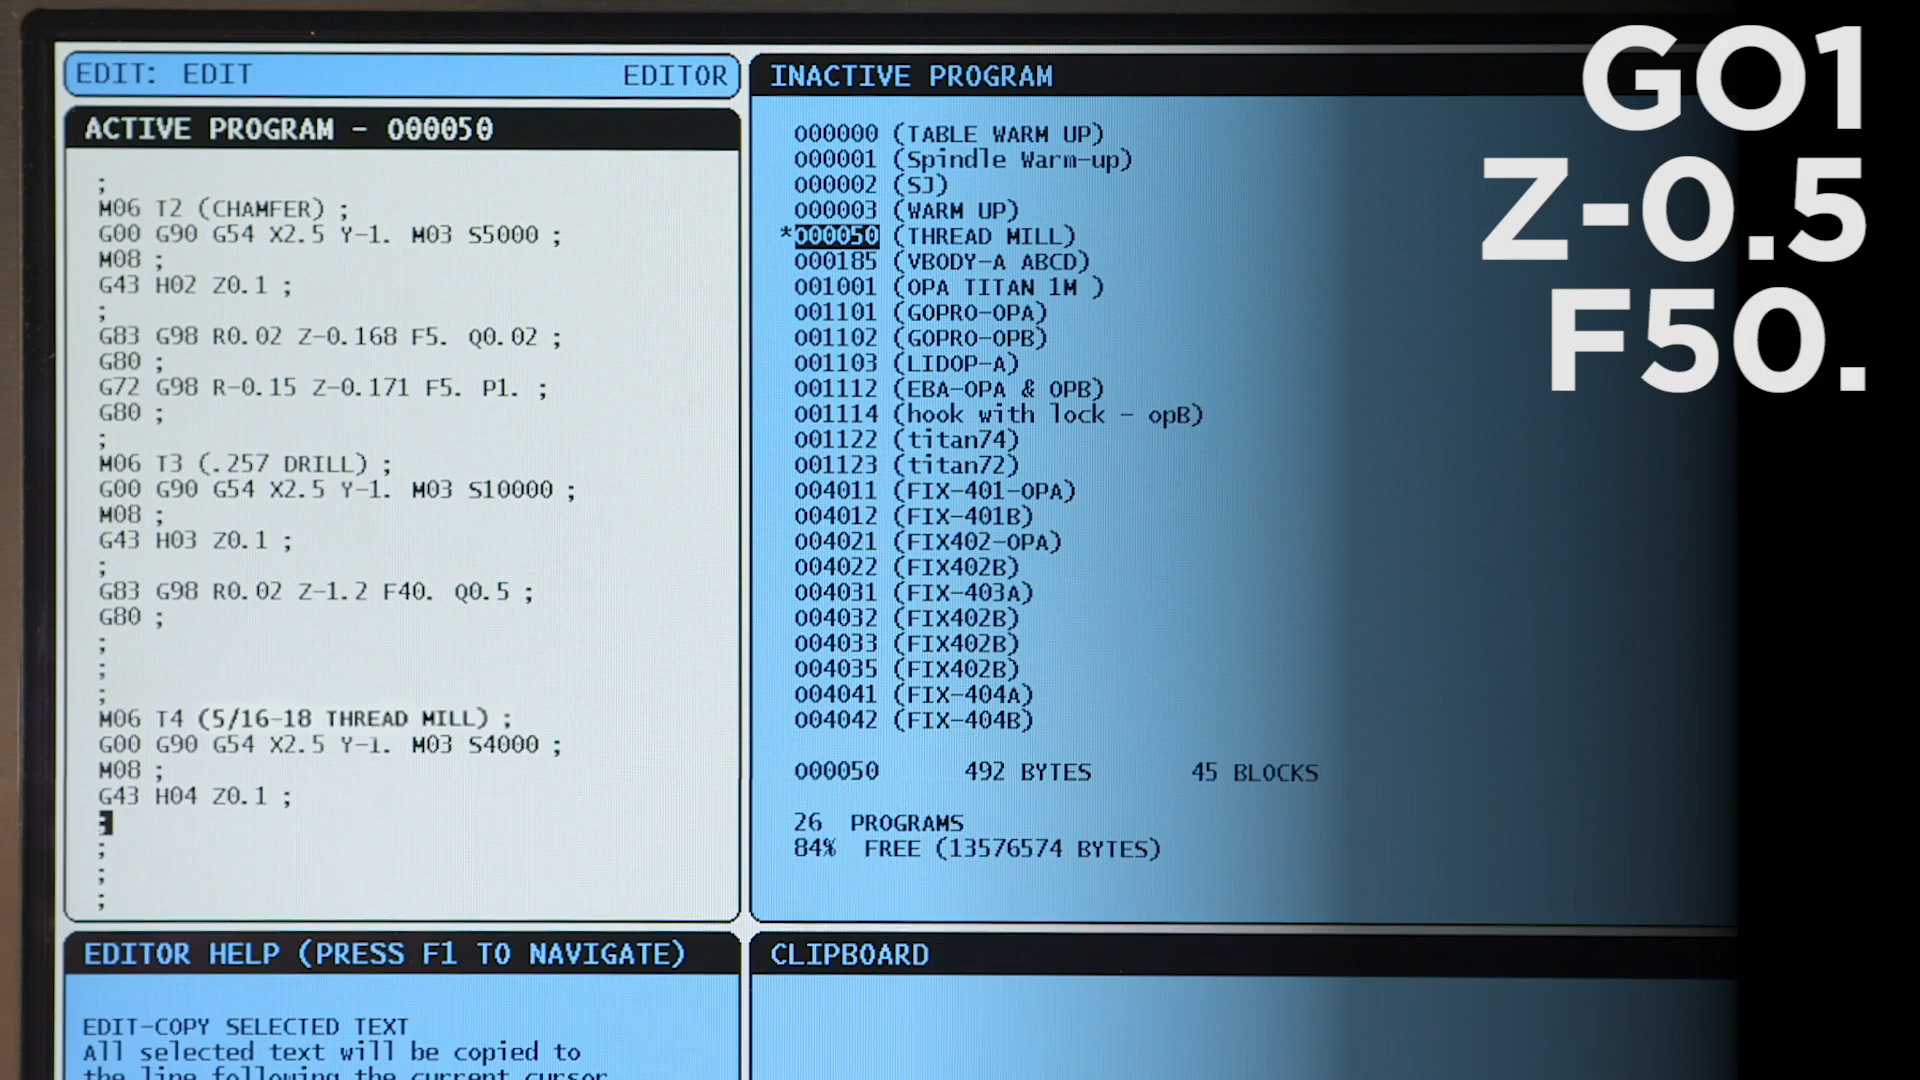 EDIT: EDIT EDITOR
ACTIVE PROGRAM - O00050
;
M06 T2 (CHAMFER) ;
G00 G90 G54 X2.5 Y-1. M03 S5000 ;
M08 ;
G43 H02 Z0.1 ;
;
G83 G98 R0.02 Z-0.168 F5. Q0.02 ;
G80 ;
G72 G98 R-0.15 Z-0.171 F5. P1. ;
G80 ;
;
M06 T3 (.257 DRILL) ;
G00 G90 G54 X2.5 Y-1. M03 S10000 ;
M08 ;
G43 H03 Z0.1 ;
;
G83 G98 R0.02 Z-1.2 F40. Q0.5 ;
G80 ;
;
;
;
M06 T4 (5/16-18 THREAD MILL) ;
G00 G90 G54 X2.5 Y-1. M03 S4000 ;
M08 ;
G43 H04 Z0.1 ;
;
;
;
;
EDITOR HELP (PRESS F1 TO NAVIGATE)
EDIT-COPY SELECTED TEXT
All selected text will be copied to
the line following the current cursor
INACTIVE PROGRAM
O00000 (TABLE WARM UP)
O00001 (Spindle Warm-up)
O00002 (SJ)
O00003 (WARM UP)
*O00050 (THREAD MILL)
O00185 (VBODY-A ABCD)
O01001 (OPA TITAN 1M )
O01101 (GOPRO-OPA)
O01102 (GOPRO-OPB)
O01103 (LIDOP-A)
O01112 (EBA-OPA & OPB)
O01114 (hook with lock - opB)
O01122 (titan74)
O01123 (titan72)
O04011 (FIX-401-OPA)
O04012 (FIX-401B)
O04021 (FIX402-OPA)
O04022 (FIX402B)
O04031 (FIX-403A)
O04032 (FIX402B)
O04033 (FIX402B)
O04035 (FIX402B)
O04041 (FIX-404A)
O04042 (FIX-404B)
O00050 492 BYTES 45 BLOCKS
26 PROGRAMS
84% FREE (13576574 BYTES)
CLIPBOARD
GO1
Z-0.5
F50.